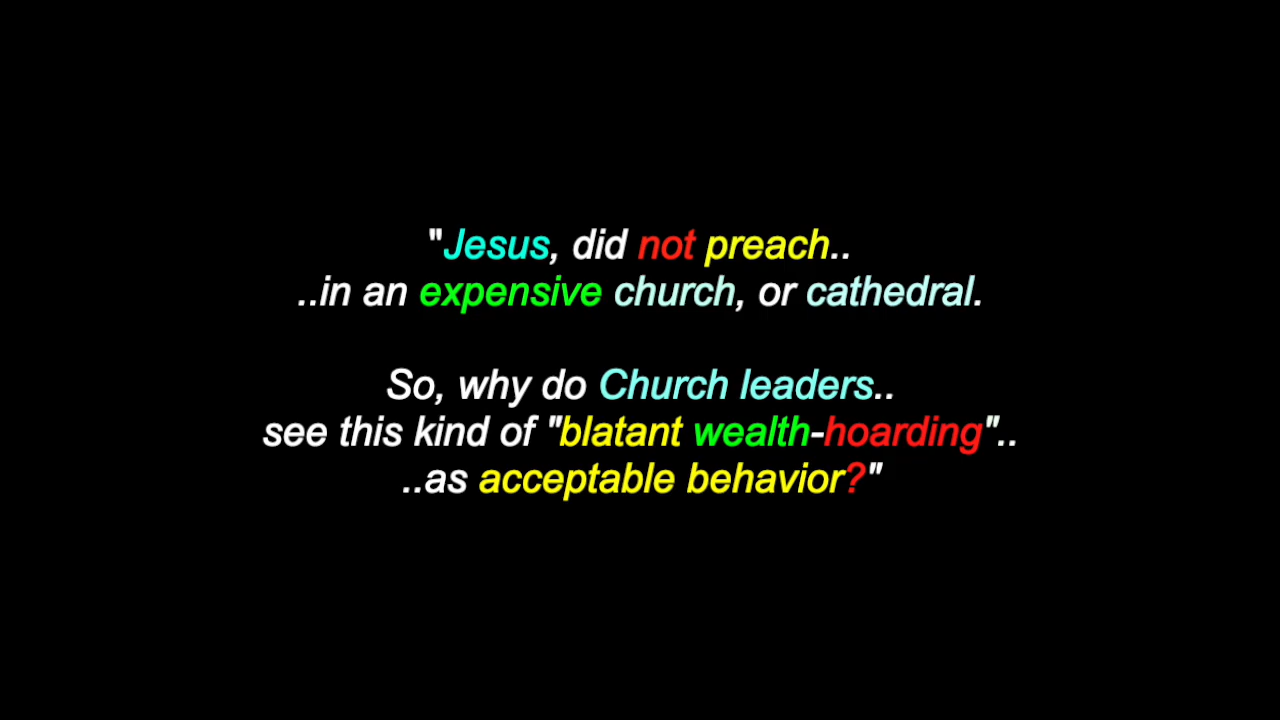 "Jesus, did not preach..
..in an expensive church, or cathedral.
So, why do Church leaders..
see this kind of "blatant wealth-hoarding"..
..as acceptable behavior?"